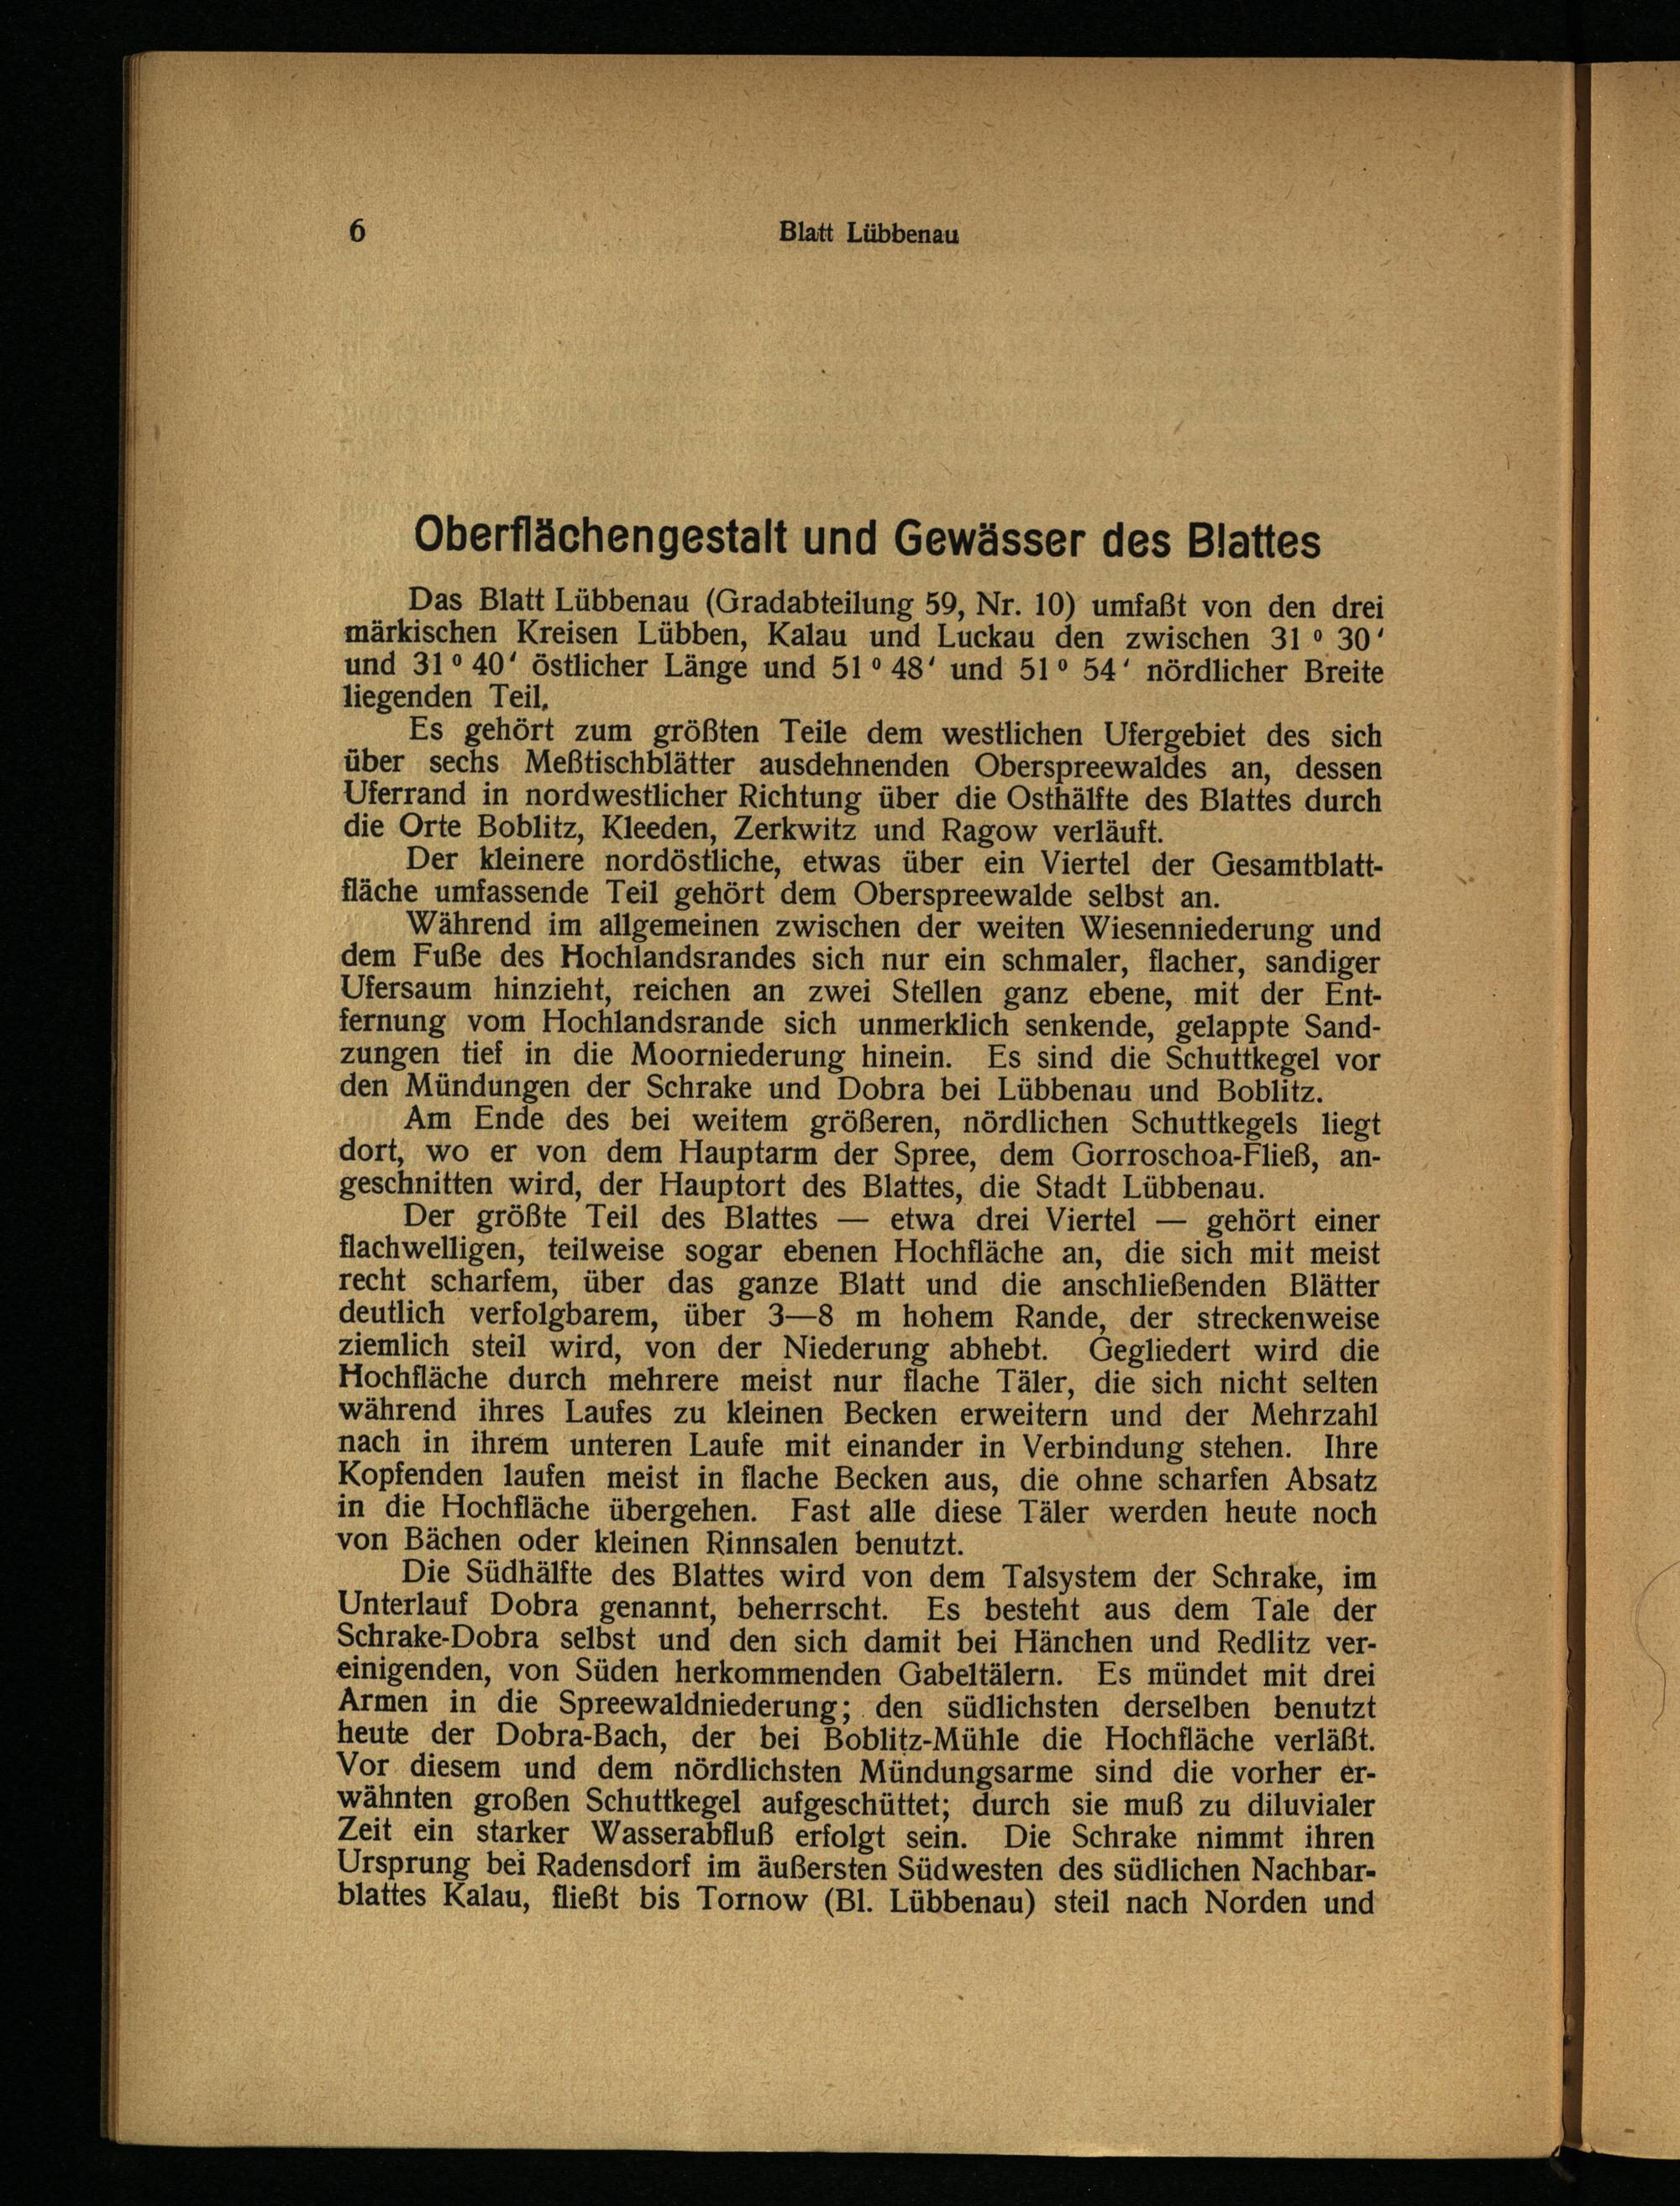 6
Blatt Lübbenau
Oberflächengestalt und Gewässer des Blattes
Das Blatt Lübbenau (Gradabteilung 59, Nr. 10) umfaßt von den drei
märkischen Kreisen Lübben, Kalau und Luckau den zwischen 31⁰ 30'
und 31⁰ 40' östlicher Länge und 51⁰ 48' und 51⁰ 54' nördlicher Breite
liegenden Teil.
Es gehört zum größten Teile dem westlichen Ufergebiet des sich
über sechs Meßtischblätter ausdehnenden Oberspreewaldes an, dessen
Uferrand in nordwestlicher Richtung über die Osthälfte des Blattes durch
die Orte Boblitz, Kleeden, Zerkwitz und Ragow verläuft.
Der kleinere nordöstliche, etwas über ein Viertel der Gesamtblatt-
fläche umfassende Teil gehört dem Oberspreewalde selbst an.
Während im allgemeinen zwischen der weiten Wiesenniederung und
dem Fuße des Hochlandsrandes sich nur ein schmaler, flacher, sandiger
Ufersaum hinzieht, reichen an zwei Stellen ganz ebene, mit der Ent-
fernung vom Hochlandsrande sich unmerklich senkende, gelappte Sand-
zungen tief in die Moorniederung hinein. Es sind die Schuttkegel vor
den Mündungen der Schrake und Dobra bei Lübbenau und Boblitz.
Am Ende des bei weitem größeren, nördlichen Schuttkegels liegt
dort, wo er von dem Hauptarm der Spree, dem Gorroschoa-Fließ, an-
geschnitten wird, der Hauptort des Blattes, die Stadt Lübbenau.
Der größte Teil des Blattes — etwa drei Viertel — gehört einer
flachwelligen, teilweise sogar ebenen Hochfläche an, die sich mit meist
recht scharfem, über das ganze Blatt und die anschließenden Blätter
deutlich verfolgbarem, über 3—8 m hohem Rande, der streckenweise
ziemlich steil wird, von der Niederung abhebt. Gegliedert wird die
Hochfläche durch mehrere meist nur flache Täler, die sich nicht selten
während ihres Laufes zu kleinen Becken erweitern und der Mehrzahl
nach in ihrem unteren Laufe mit einander in Verbindung stehen. Ihre
Kopfenden laufen meist in flache Becken aus, die ohne scharfen Absatz
in die Hochfläche übergehen. Fast alle diese Täler werden heute noch
von Bächen oder kleinen Rinnsalen benutzt.
Die Südhälfte des Blattes wird von dem Talsystem der Schrake, im
Unterlauf Dobra genannt, beherrscht. Es besteht aus dem Tale der
Schrake-Dobra selbst und den sich damit bei Hänchen und Redlitz ver-
einigenden, von Süden herkommenden Gabeltälern. Es mündet mit drei
Armen in die Spreewaldniederung; den südlichsten derselben benutzt
heute der Dobra-Bach, der bei Boblitz-Mühle die Hochfläche verläßt.
Vor diesem und dem nördlichsten Mündungsarme sind die vorher er-
wähnten großen Schuttkegel aufgeschüttet; durch sie muß zu diluvialer
Zeit ein starker Wasserabfluß erfolgt sein. Die Schrake nimmt ihren
Ursprung bei Radensdorf im äußersten Südwesten des südlichen Nachbar-
blattes Kalau, fließt bis Tornow (Bl. Lübbenau) steil nach Norden und